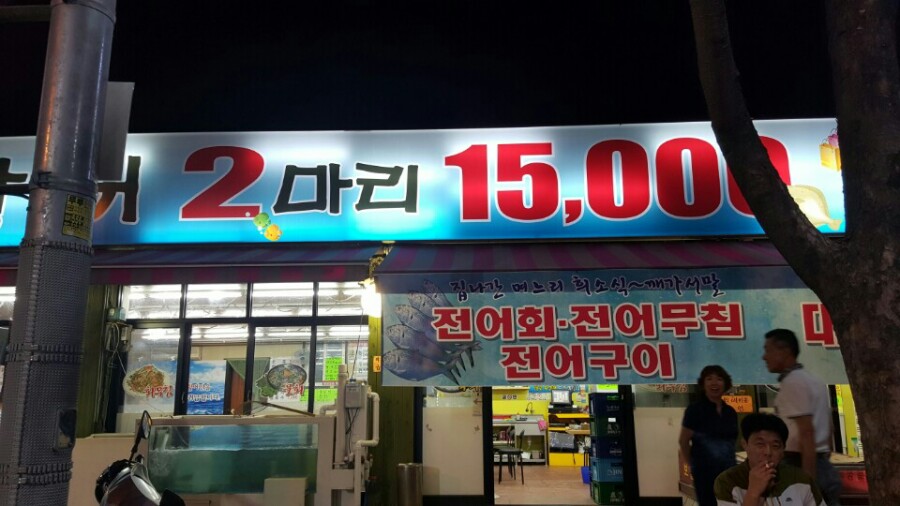 어 2마리 15,000
집나간 며느리 희소식~깨가서말
전어회·전어무침
전어구이